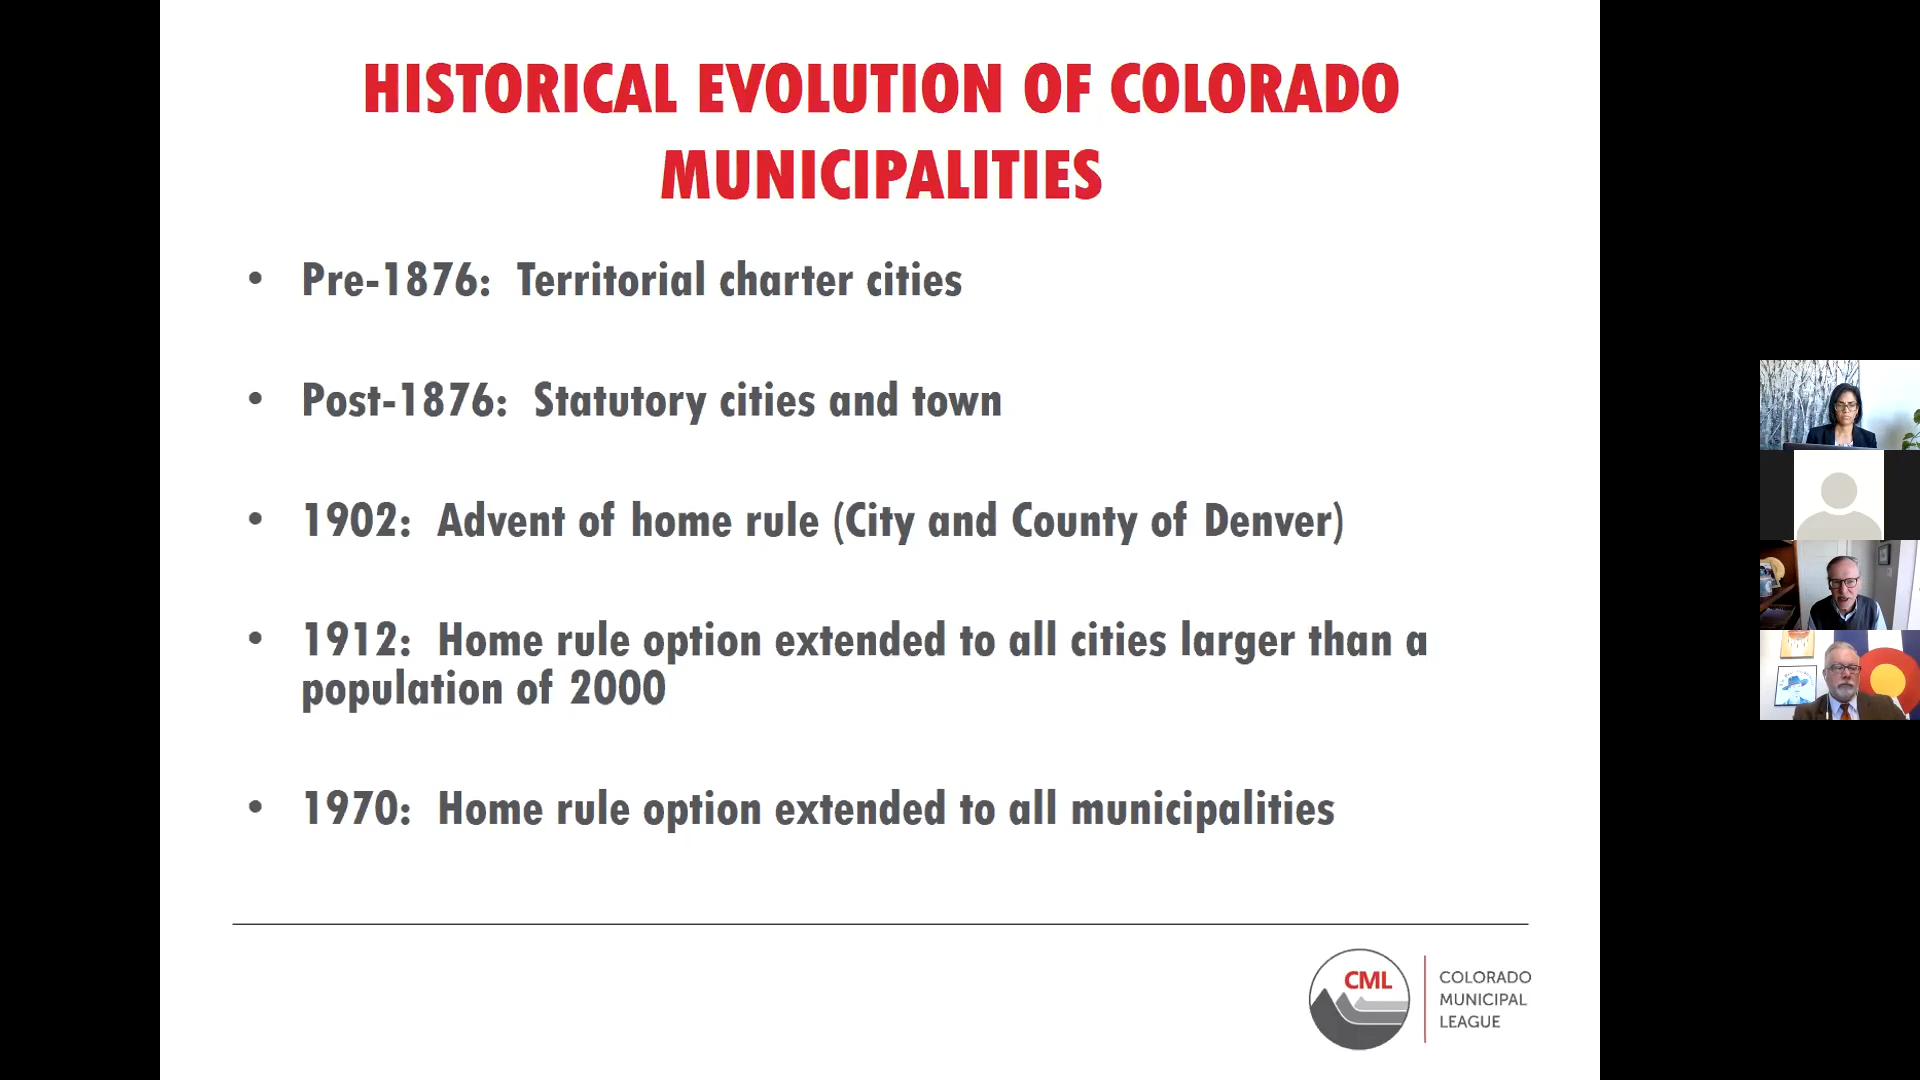 HISTORICAL EVOLUTION OF COLORADO
MUNICIPALITIES
• Pre-1876: Territorial charter cities
• Post-1876: Statutory cities and town
• 1902: Advent of home rule (City and County of Denver)
• 1912: Home rule option extended to all cities larger than a
population of 2000
• 1970: Home rule option extended to all municipalities
CML
COLORADO
MUNICIPAL
LEAGUE